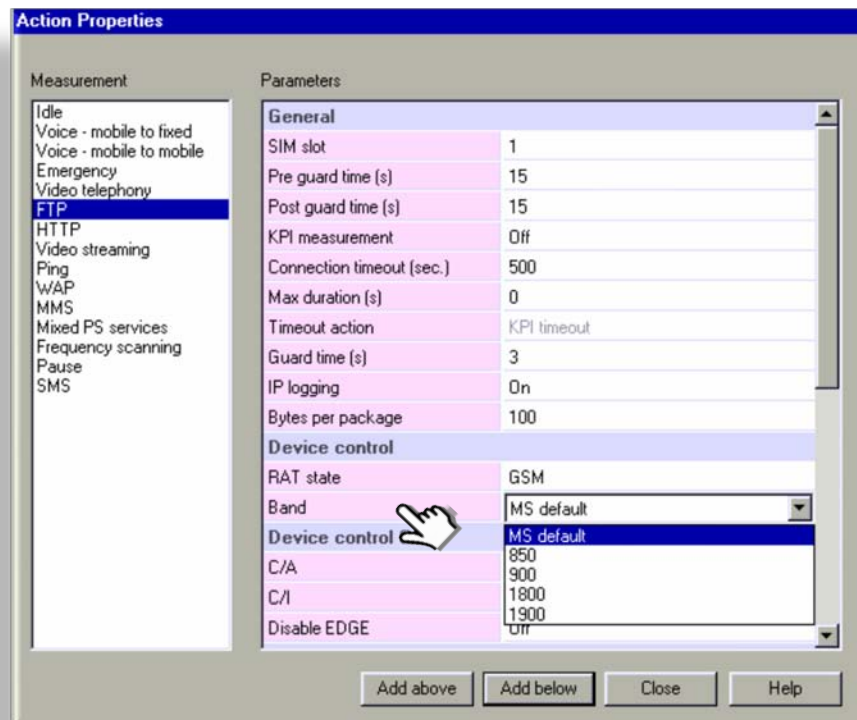 Action Properties
Measurement
Idle
Voice - mobile to fixed
Voice - mobile to mobile
Emergency
Video telephony
FTP
HTTP
Video streaming
Ping
WAP
MMS
Mixed PS services
Frequency scanning
Pause
SMS
Parameters
General
SIM slot 1
Pre guard time (s) 15
Post guard time (s) 15
KPI measurement Off
Connection timeout (sec.) 500
Max duration (s) 0
Timeout action KPI timeout
Guard time (s) 3
IP logging On
Bytes per package 100
Device control
RAT state GSM
Band MS default
MS default
850
900
1800
1900
Device control
C/A
C/I
Disable EDGE Off
Add above Add below Close Help